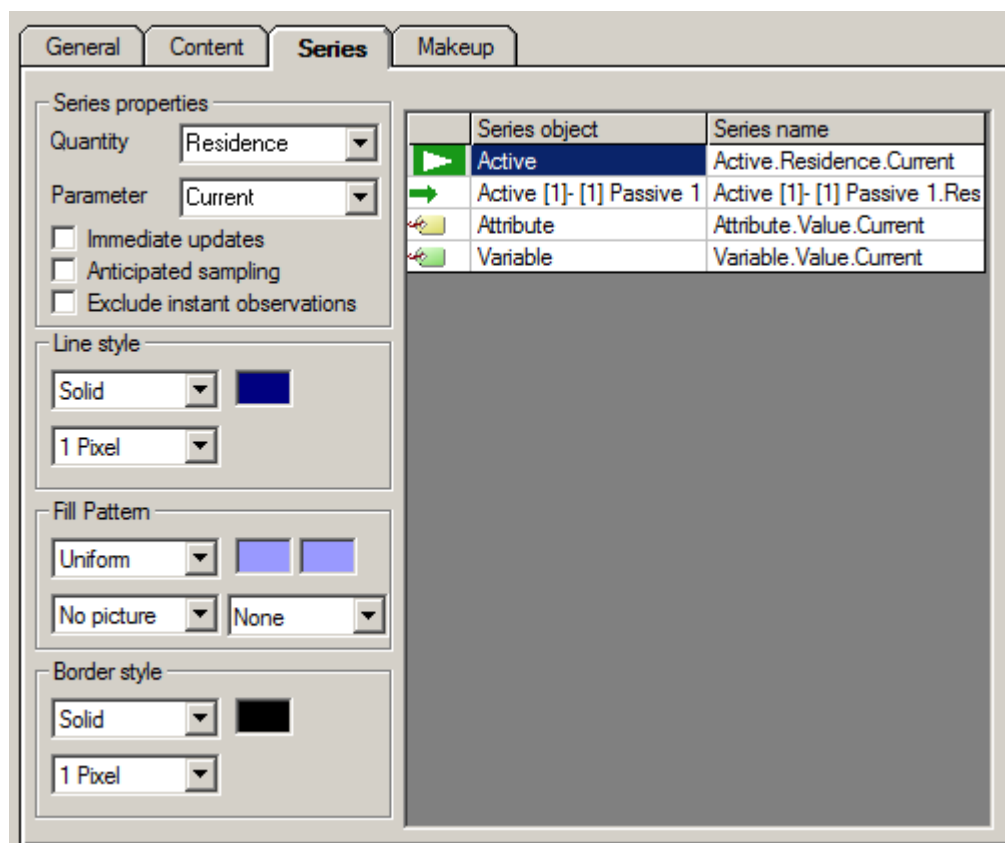 General Content Series Makeup
Series properties
Quantity Residence
Parameter Current
Immediate updates
Anticipated sampling
Exclude instant observations
Line style
Solid
1 Pixel
Fill Pattern
Uniform
No picture None
Border style
Solid
1 Pixel
Series object Series name
Active Active.Residence.Current
Active [1]- [1] Passive 1 Active [1]- [1] Passive 1.Res
Attribute Attribute.Value.Current
Variable Variable.Value.Current